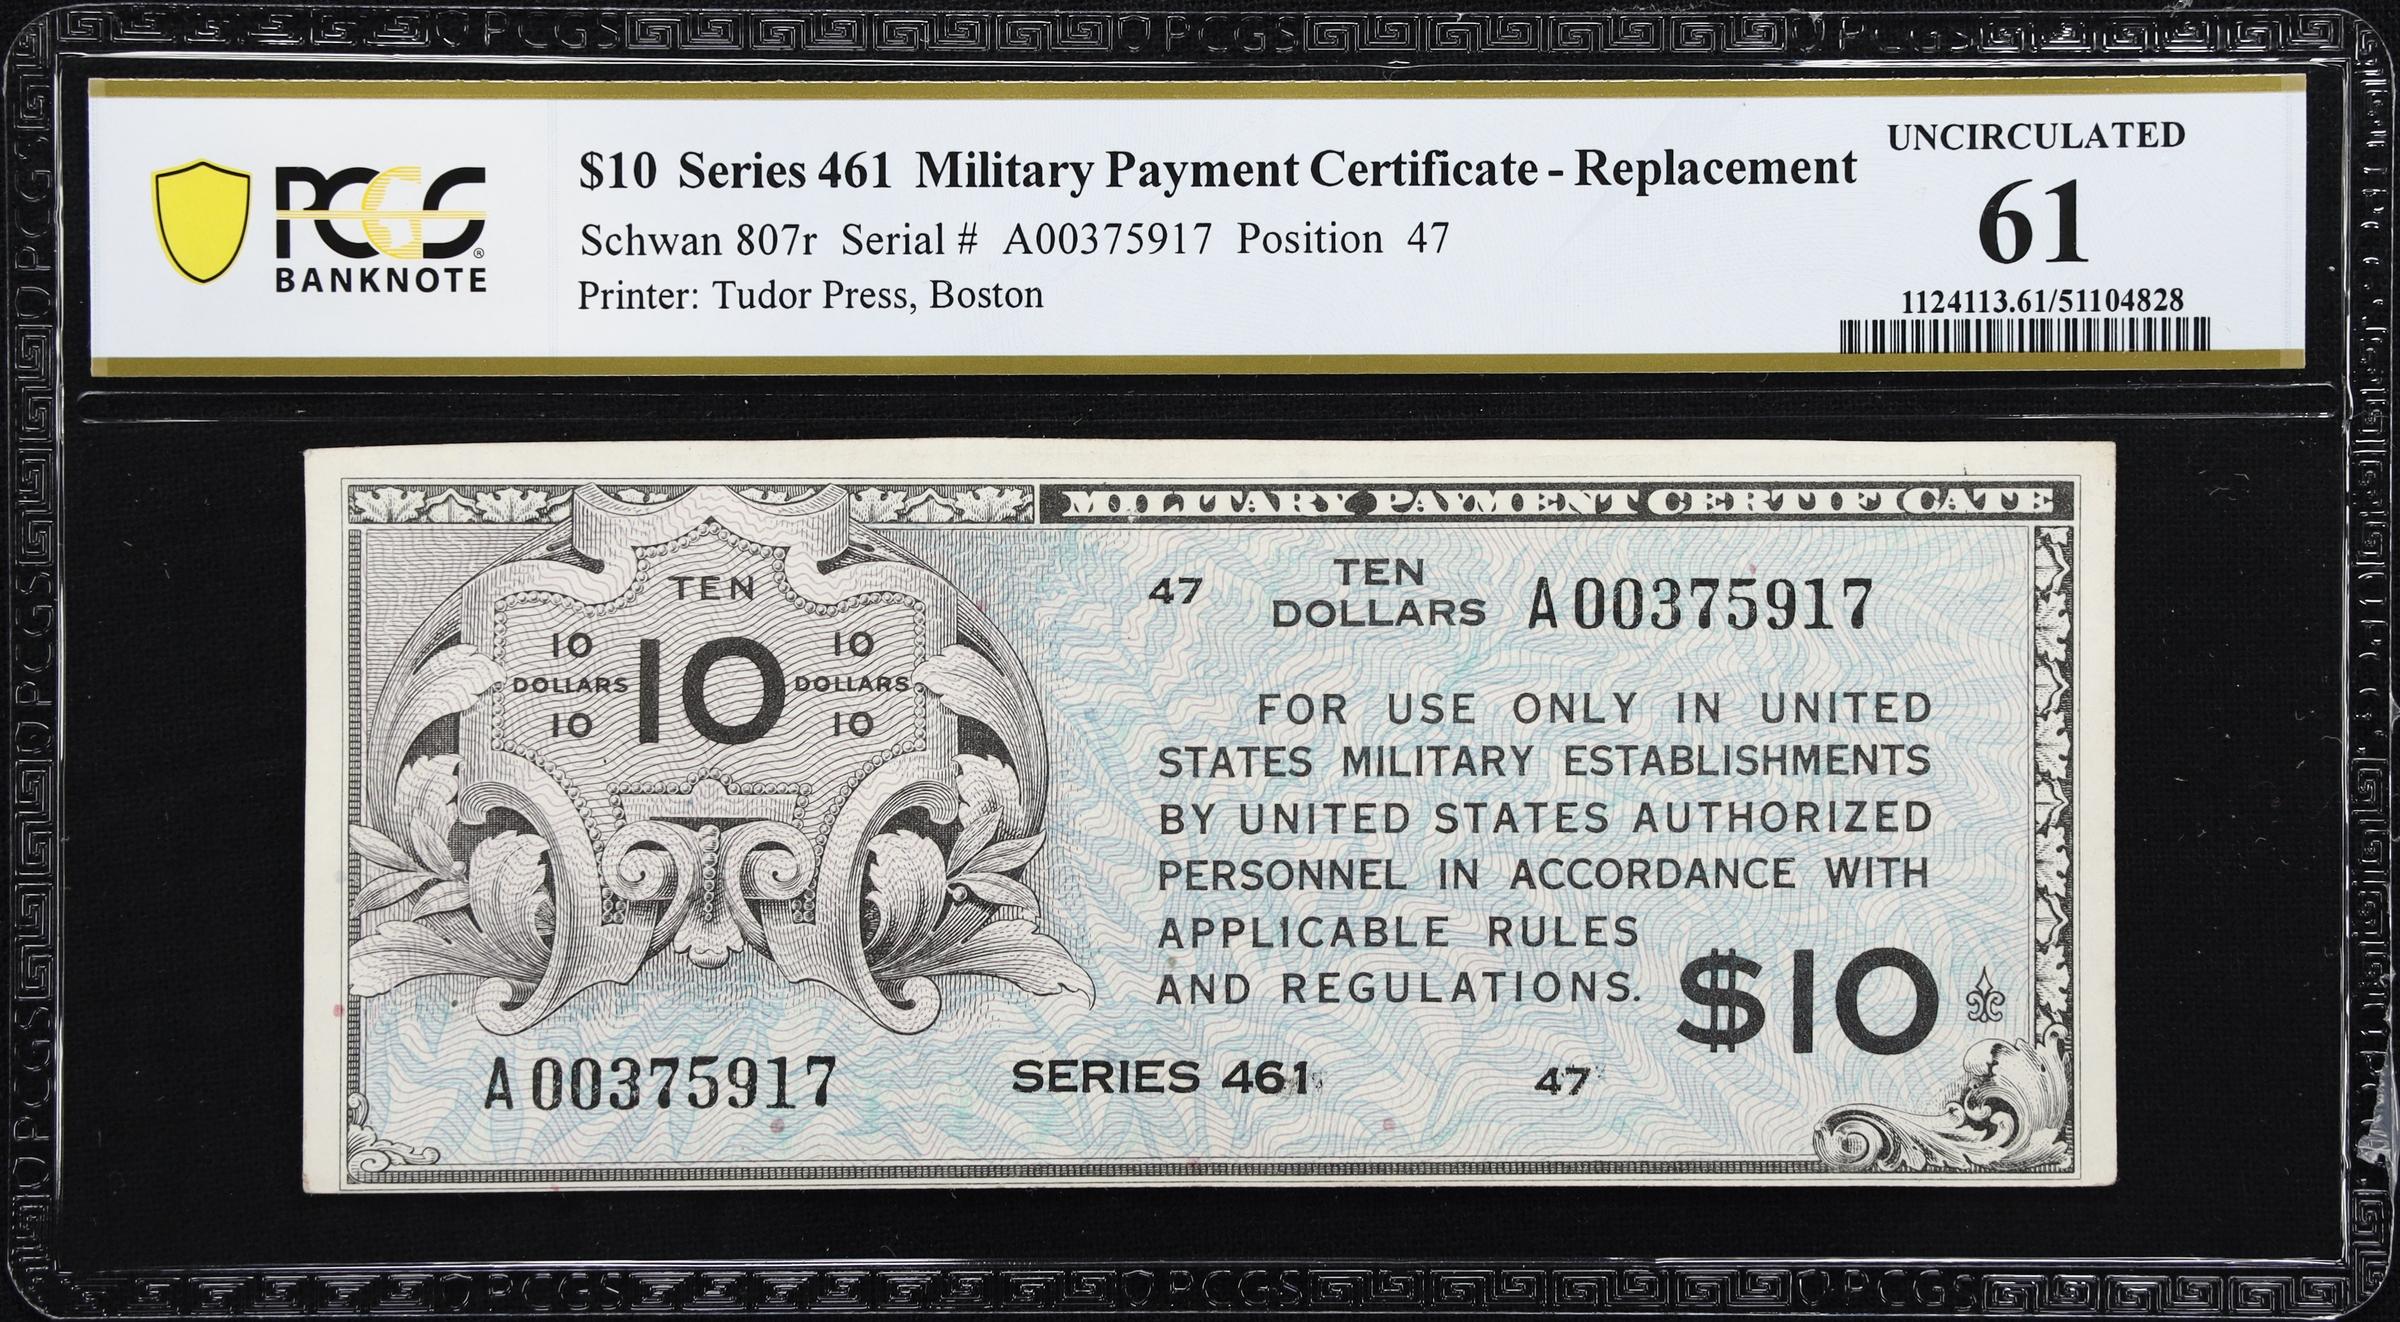 PCGS
BANKNOTE
$10 Series 461 Military Payment Certificate - Replacement
Schwan 807r Serial # A00375917 Position 47
Printer: Tudor Press, Boston
UNCIRCULATED
61
1124113.61/51104828
MILITARY PAYMENT CERTIFICATE
TEN
10 10
DOLLARS 10 DOLLARS
10 10
47 TEN DOLLARS A00375917
FOR USE ONLY IN UNITED
STATES MILITARY ESTABLISHMENTS
BY UNITED STATES AUTHORIZED
PERSONNEL IN ACCORDANCE WITH
APPLICABLE RULES
AND REGULATIONS. $10
A00375917 SERIES 461 47